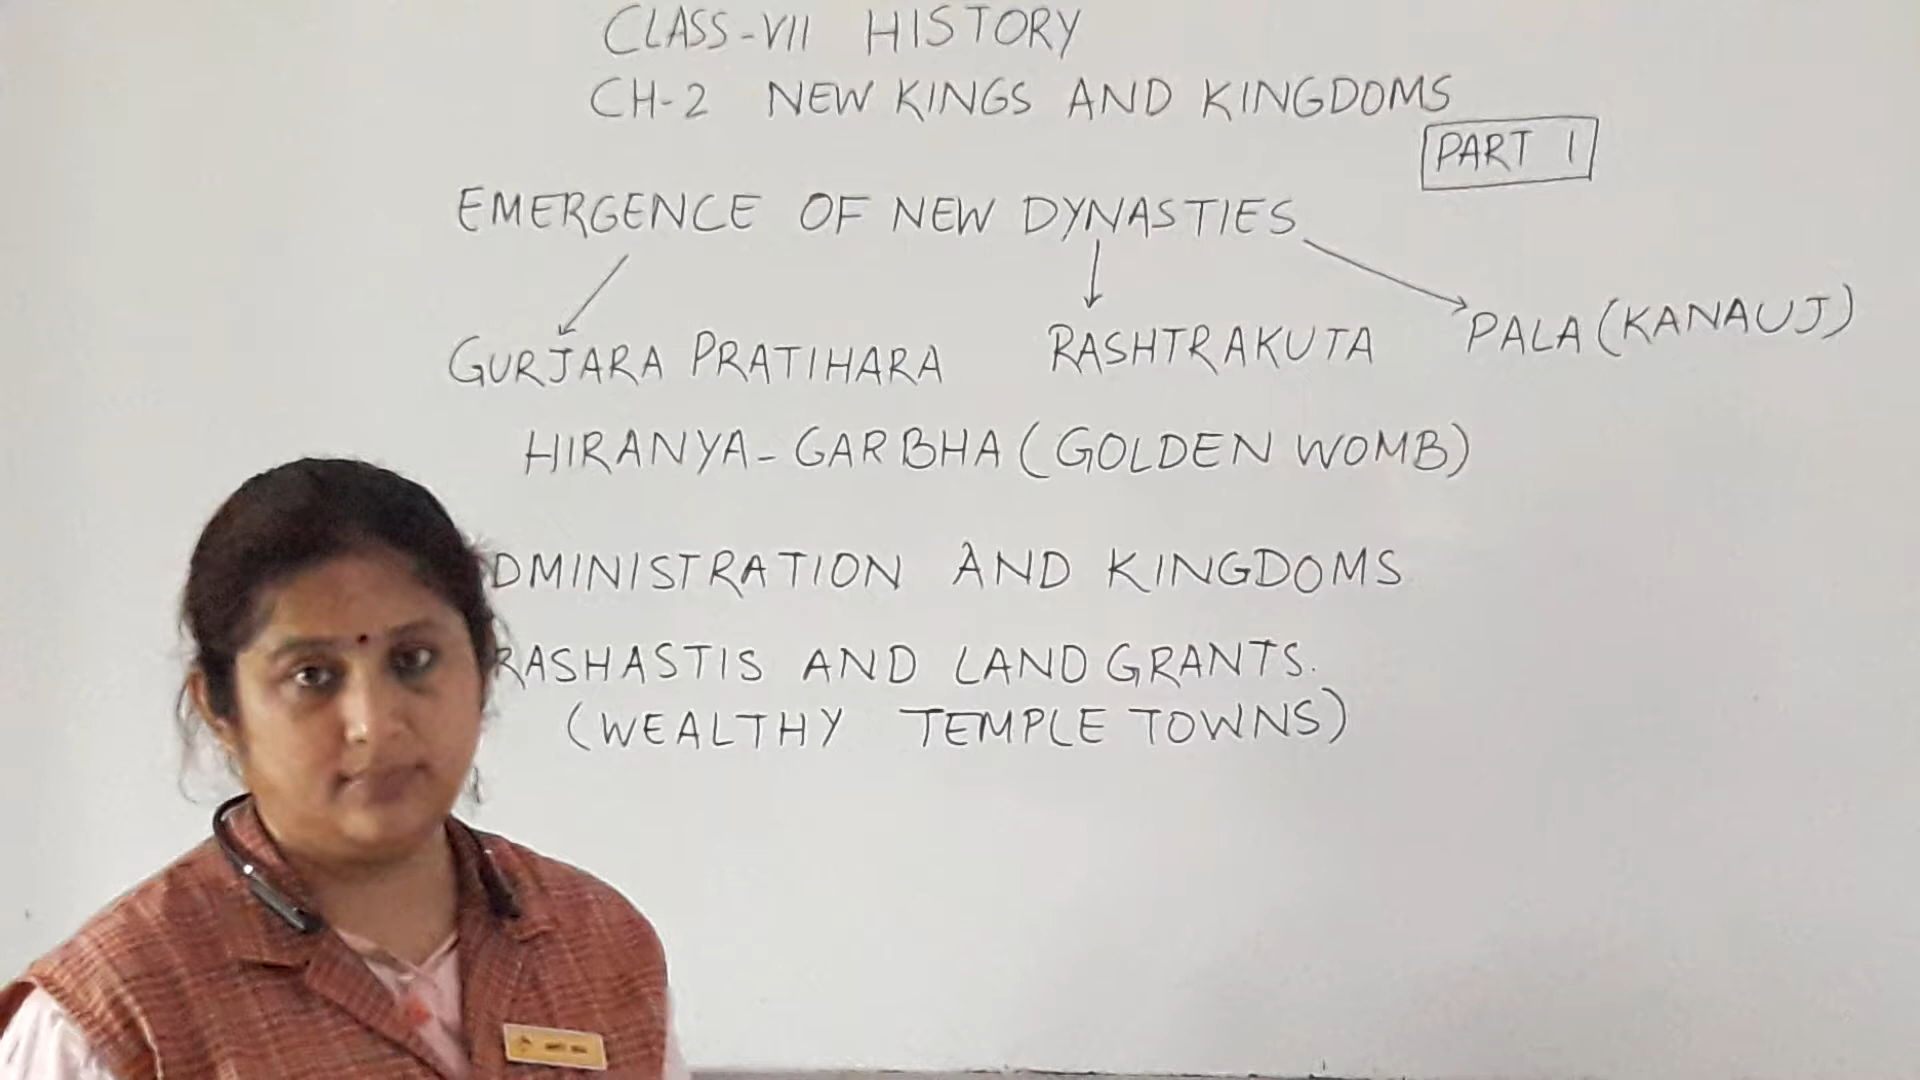 CLASS-VII HISTORY
CH-2 NEW KINGS AND KINGDOMS
PART 1
EMERGENCE OF NEW DYNASTIES
GURJARA PRATIHARA RASHTRAKUTA PALA (KANAUJ)
HIRANYA-GARBHA (GOLDEN WOMB)
DMINISTRATION AND KINGDOMS
RASHASTIS AND LAND GRANTS.
(WEALTHY TEMPLE TOWNS)